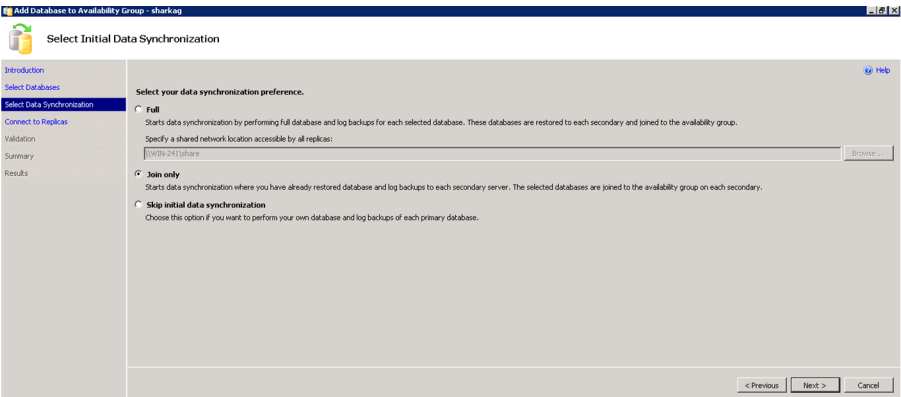 Add Database to Availability Group - sharkag
Select Initial Data Synchronization
Introduction
Select Databases
Select Data Synchronization
Connect to Replicas
Validation
Summary
Results
Help
Select your data synchronization preference.
Full
Starts data synchronization by performing full database and log backups for each selected database. These databases are restored to each secondary and joined to the availability group.
Specify a shared network location accessible by all replicas:
\\WIN-241\share
Browse...
Join only
Starts data synchronization where you have already restored database and log backups to each secondary server. The selected databases are joined to the availability group on each secondary.
Skip initial data synchronization
Choose this option if you want to perform your own database and log backups of each primary database.
< Previous
Next >
Cancel